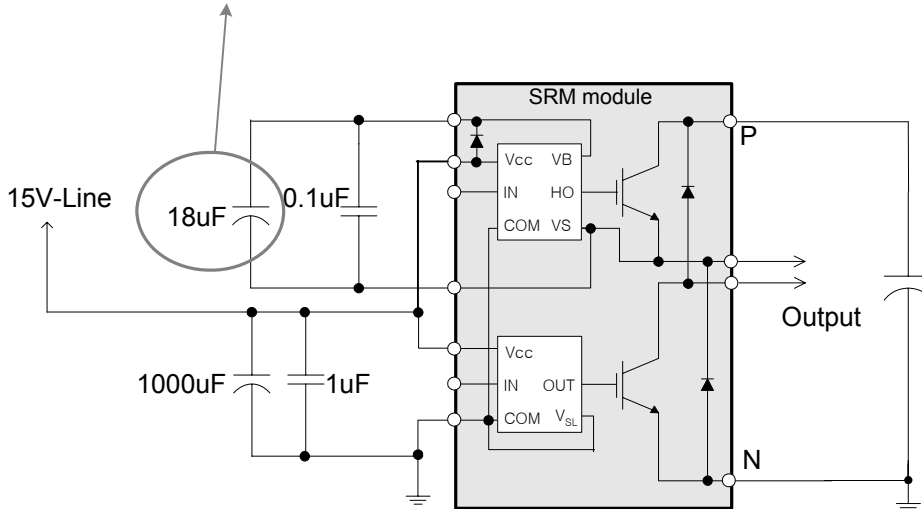 SRM module
P
Vcc VB
15V-Line
18uF
0.1uF
IN HO
COM VS
Output
1000uF
1uF
Vcc
IN OUT
COM VSL
N